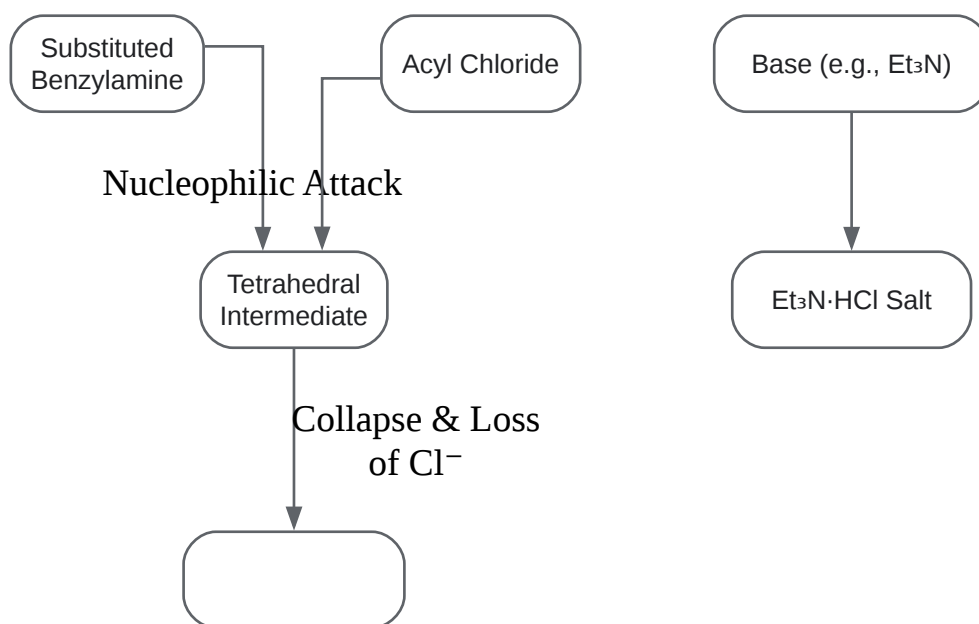 Substituted
Benzylamine
Acyl Chloride
Base (e.g., Et₃N)
Nucleophilic Attack
Tetrahedral
Intermediate
Et₃N·HCl Salt
Collapse & Loss
of Cl⁻